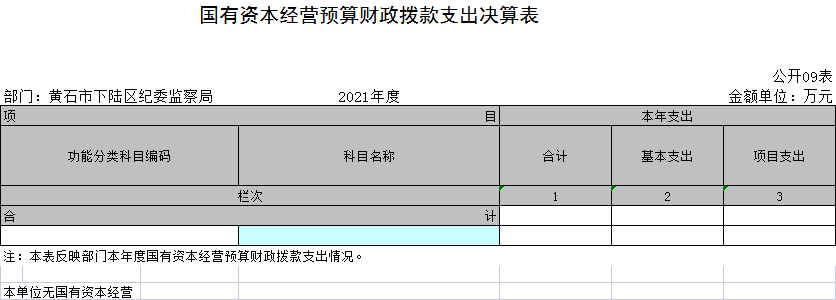 国有资本经营预算财政拨款支出决算表
公开09表
部门：黄石市下陆区纪委监察局 2021年度 金额单位：万元
项 目 本年支出
功能分类科目编码 科目名称 合计 基本支出 项目支出
栏次 1 2 3
合 计
注：本表反映部门本年度国有资本经营预算财政拨款支出情况。
本单位无国有资本经营